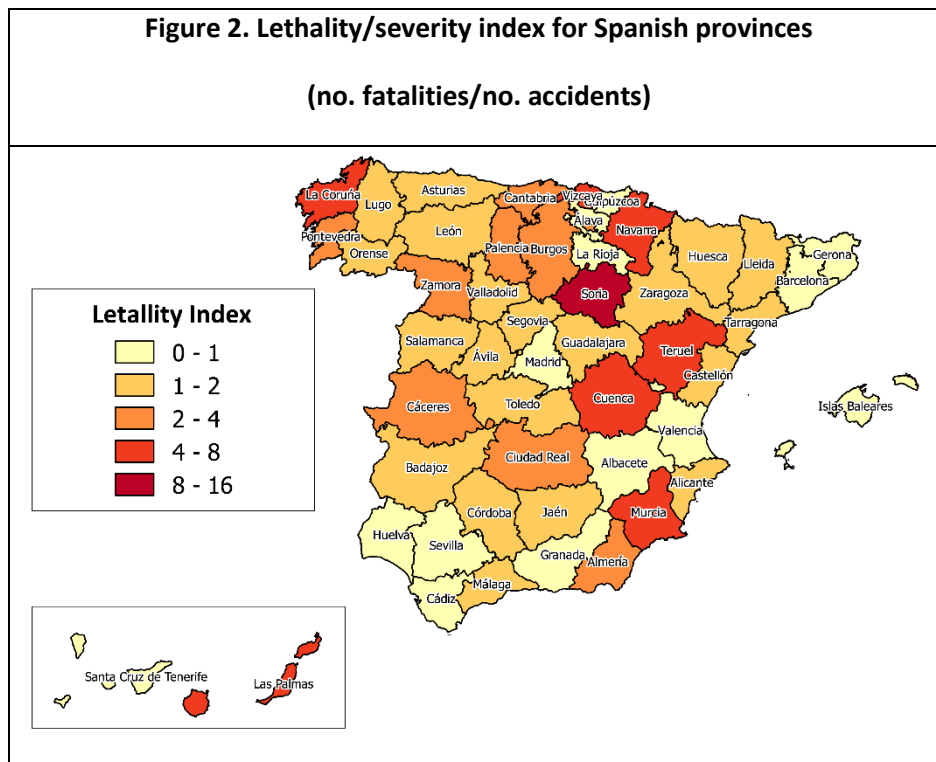 Figure 2. Lethality/severity index for Spanish provinces
(no. fatalities/no. accidents)
La Coruña
Lugo
Asturias
Cantabria
Vizcaya
Guipúzcoa
Pontevedra
Orense
León
Palencia
Burgos
Álava
La Rioja
Navarra
Huesca
Lleida
Gerona
Barcelona
Zamora
Valladolid
Soria
Zaragoza
Tarragona
Segovia
Salamanca
Ávila
Madrid
Guadalajara
Teruel
Castellón
Cáceres
Toledo
Cuenca
Valencia
Islas Baleares
Badajoz
Ciudad Real
Albacete
Alicante
Córdoba
Jaén
Murcia
Huelva
Sevilla
Granada
Almería
Cádiz
Málaga
Letallity Index
0 - 1
1 - 2
2 - 4
4 - 8
8 - 16
Santa Cruz de Tenerife
Las Palmas